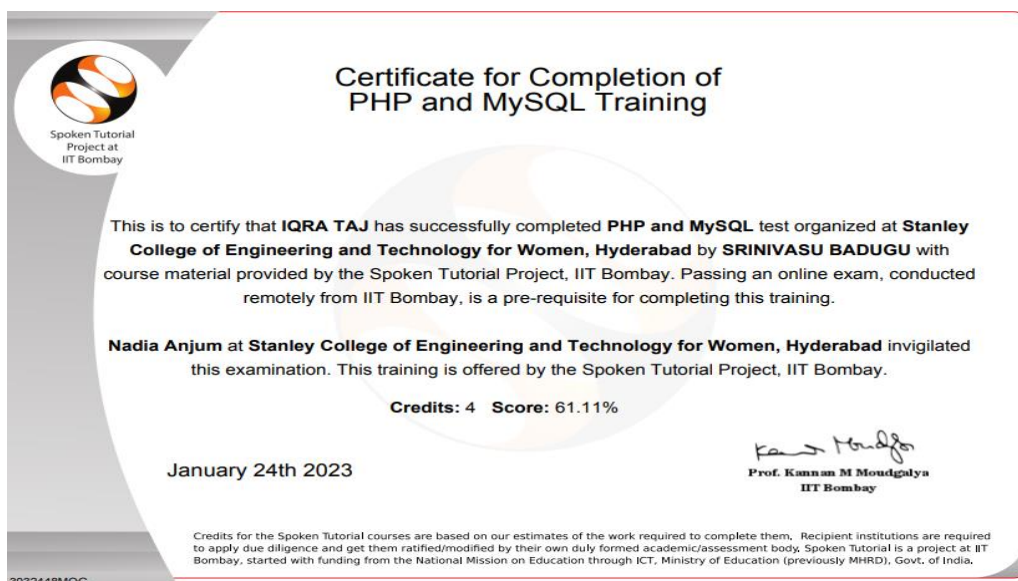 Spoken Tutorial
Project at
IIT Bombay
Certificate for Completion of
PHP and MySQL Training
This is to certify that IQRA TAJ has successfully completed PHP and MySQL test organized at Stanley
College of Engineering and Technology for Women, Hyderabad by SRINIVASU BADUGU with
course material provided by the Spoken Tutorial Project, IIT Bombay. Passing an online exam, conducted
remotely from IIT Bombay, is a pre-requisite for completing this training.
Nadia Anjum at Stanley College of Engineering and Technology for Women, Hyderabad invigilated
this examination. This training is offered by the Spoken Tutorial Project, IIT Bombay.
Credits: 4 Score: 61.11%
January 24th 2023
Prof. Kannan M Moudgalya
IIT Bombay
Credits for the Spoken Tutorial courses are based on our estimates of the work required to complete them. Recipient institutions are required
to apply due diligence and get them ratified/modified by their own duly formed academic/assessment body. Spoken Tutorial is a project at IIT
Bombay, started with funding from the National Mission on Education through ICT, Ministry of Education (previously MHRD), Govt. of India.